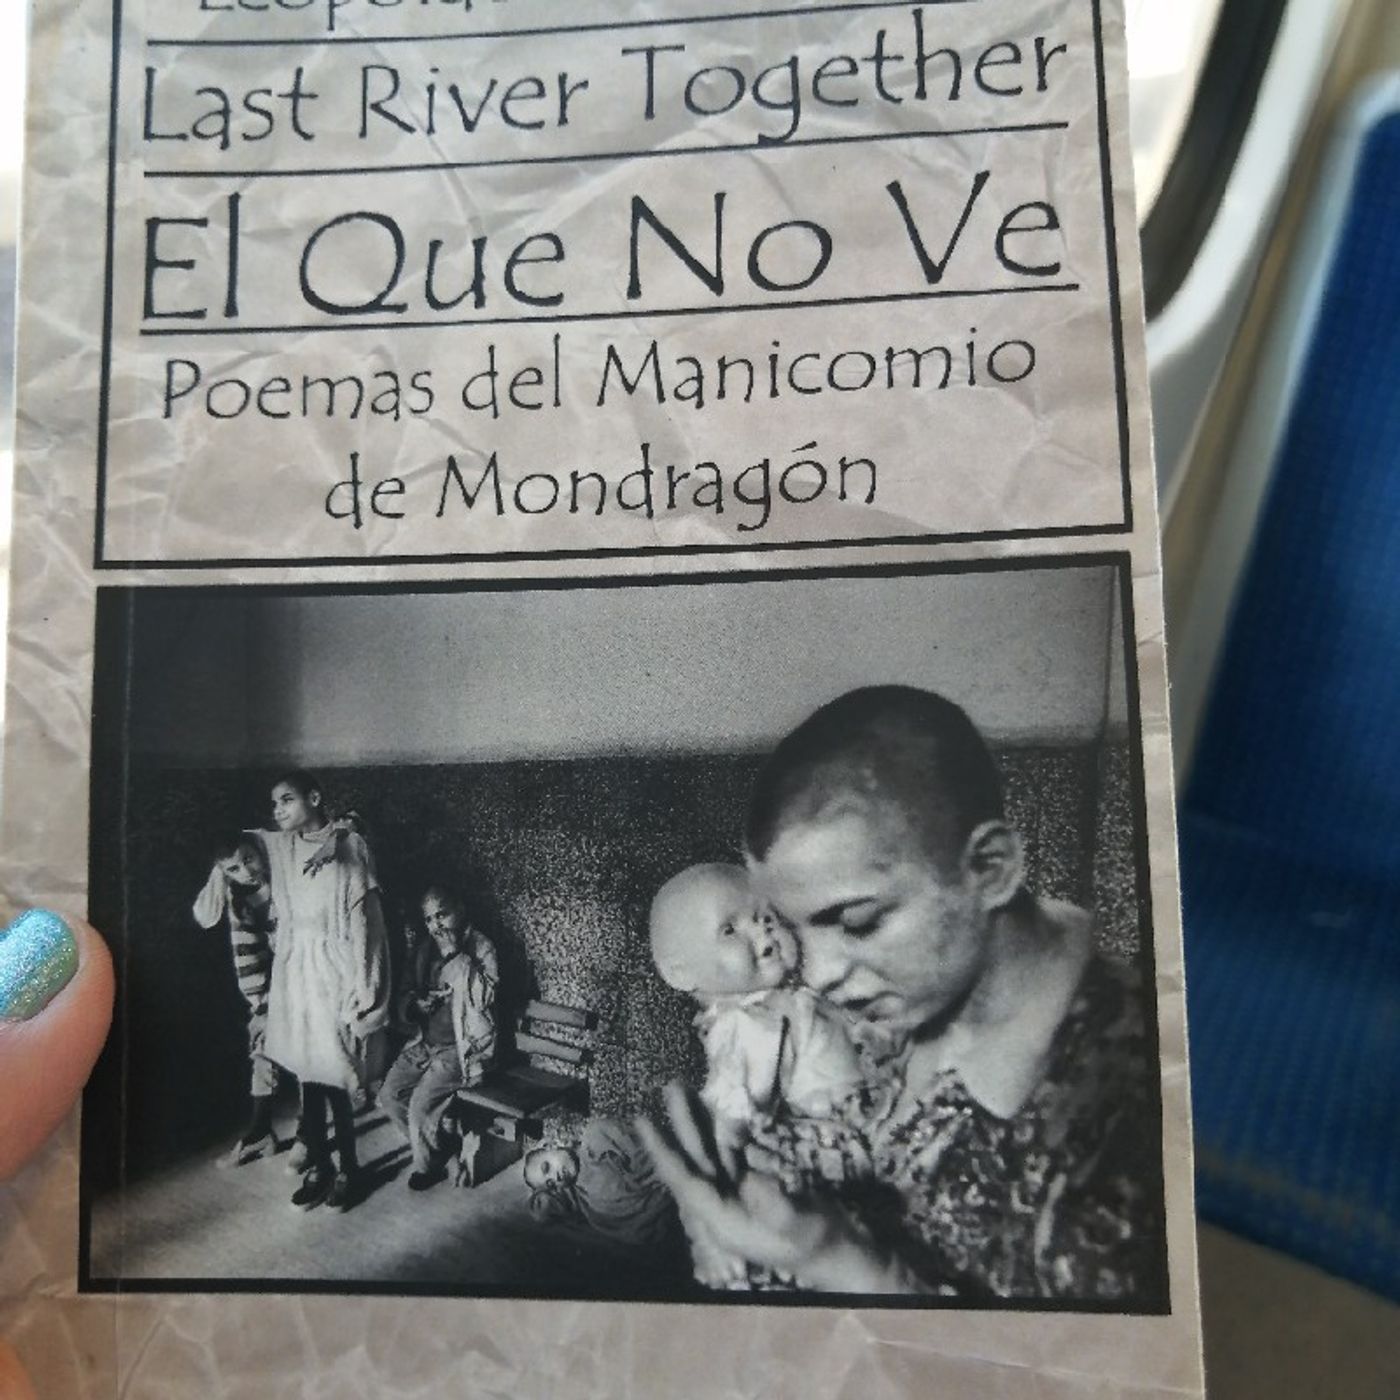 Last River Together
El Que No Ve
Poemas del Manicomio
de Mondragón